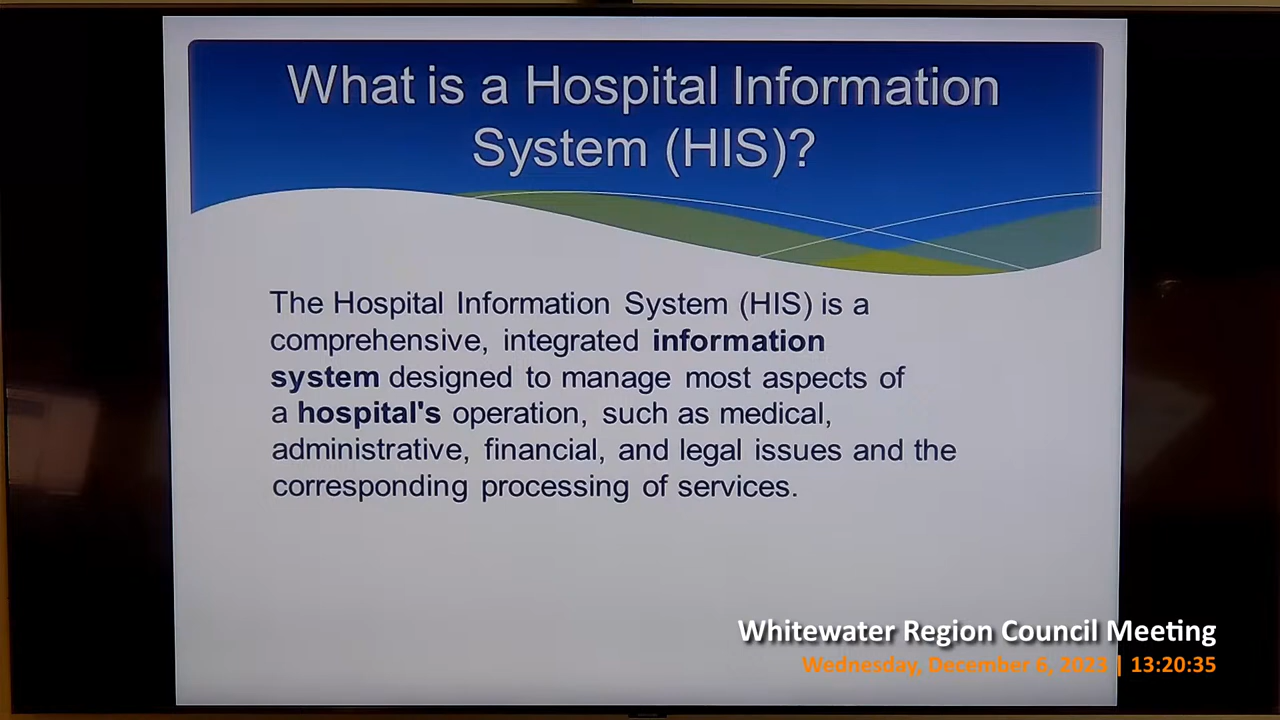 What is a Hospital Information
System (HIS)?
The Hospital Information System (HIS) is a
comprehensive, integrated information
system designed to manage most aspects of
a hospital's operation, such as medical,
administrative, financial, and legal issues and the
corresponding processing of services.
Whitewater Region Council Meeting
Wednesday, December 6, 2023 | 13:20:35